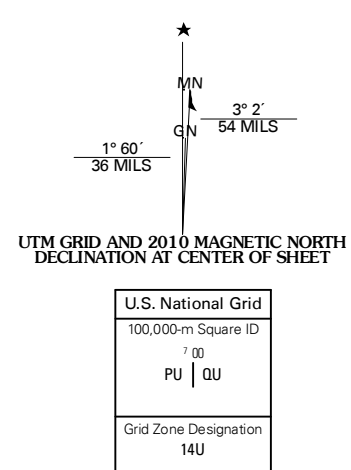 ★
MN
3° 2´
GN
54 MILS
1° 60´
36 MILS
UTM GRID AND 2010 MAGNETIC NORTH
DECLINATION AT CENTER OF SHEET
U.S. National Grid
100,000-m Square ID
7 00
PU QU
Grid Zone Designation
14U